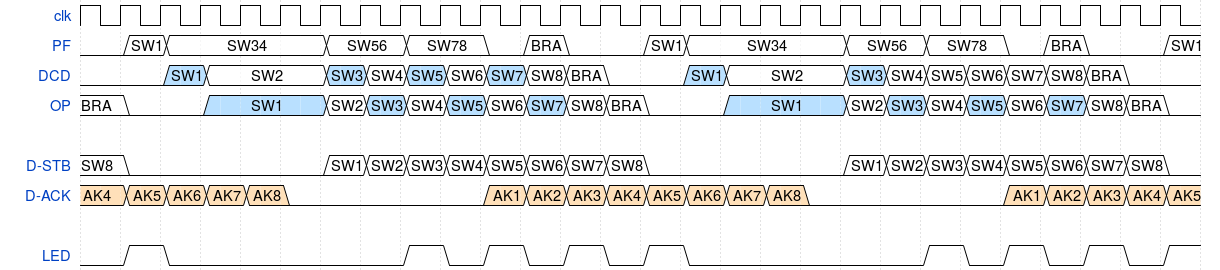 clk
PF SW1 SW34 SW56 SW78 BRA SW1 SW34 SW56 SW78 BRA SW1
DCD SW1 SW2 SW3 SW4 SW5 SW6 SW7 SW8 BRA SW1 SW2 SW3 SW4 SW5 SW6 SW7 SW8 BRA
OP BRA SW1 SW2 SW3 SW4 SW5 SW6 SW7 SW8 BRA SW1 SW2 SW3 SW4 SW5 SW6 SW7 SW8 BRA
D-STB SW8 SW1 SW2 SW3 SW4 SW5 SW6 SW7 SW8 SW1 SW2 SW3 SW4 SW5 SW6 SW7 SW8
D-ACK AK4 AK5 AK6 AK7 AK8 AK1 AK2 AK3 AK4 AK5 AK6 AK7 AK8 AK1 AK2 AK3 AK4 AK5
LED